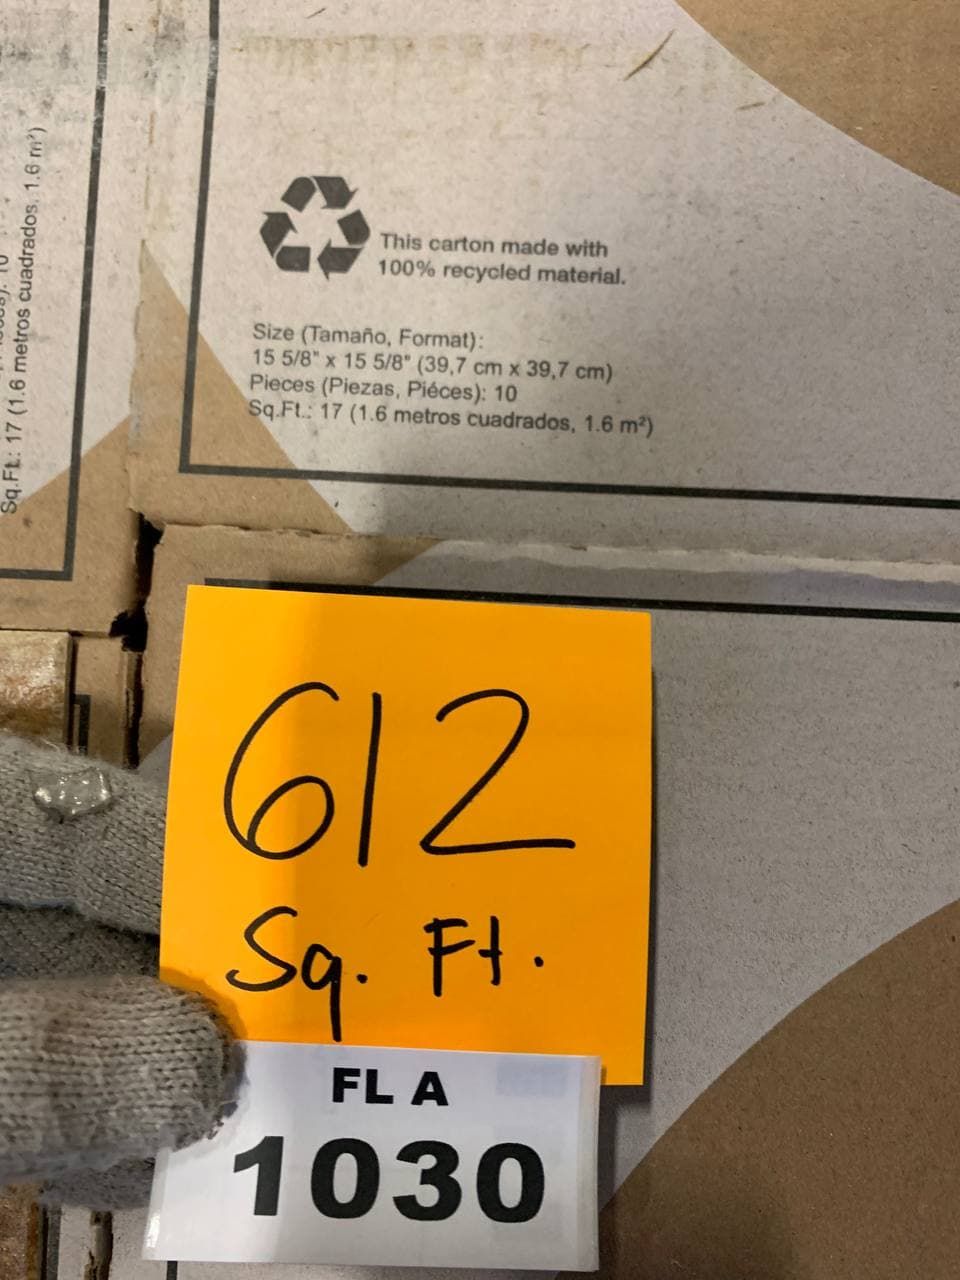 This carton made with
100% recycled material.
Size (Tamaño, Format):
15 5/8" x 15 5/8" (39,7 cm x 39,7 cm)
Pieces (Piezas, Piéces): 10
Sq.Ft.: 17 (1.6 metros cuadrados, 1.6 m²)
Sq.Ft.: 17 (1.6 metros cuadrados, 1.6 m²)
612
Sq. Ft.
FL A
1030